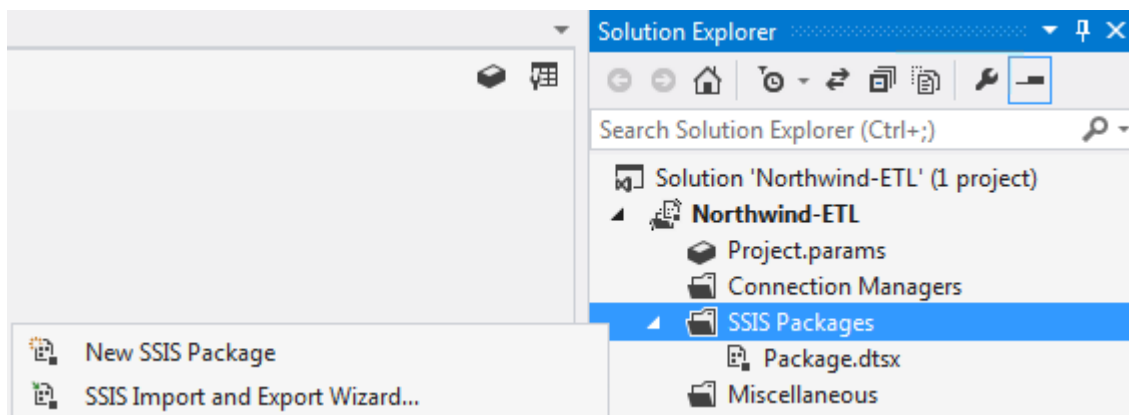 Solution Explorer
Search Solution Explorer (Ctrl+;)
Solution 'Northwind-ETL' (1 project)
Northwind-ETL
Project.params
Connection Managers
SSIS Packages
Package.dtsx
Miscellaneous
New SSIS Package
SSIS Import and Export Wizard...